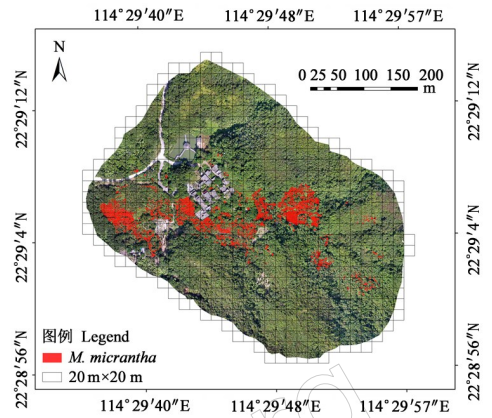 114°29′40″E 114°29′48″E 114°29′57″E
N
0 25 50 100 150 200
m
22°29′12″N 22°29′12″N
22°29′4″N 22°29′4″N
22°28′56″N 22°28′56″N
图例 Legend
M. micrantha
20 m×20 m
114°29′40″E 114°29′48″E 114°29′57″E